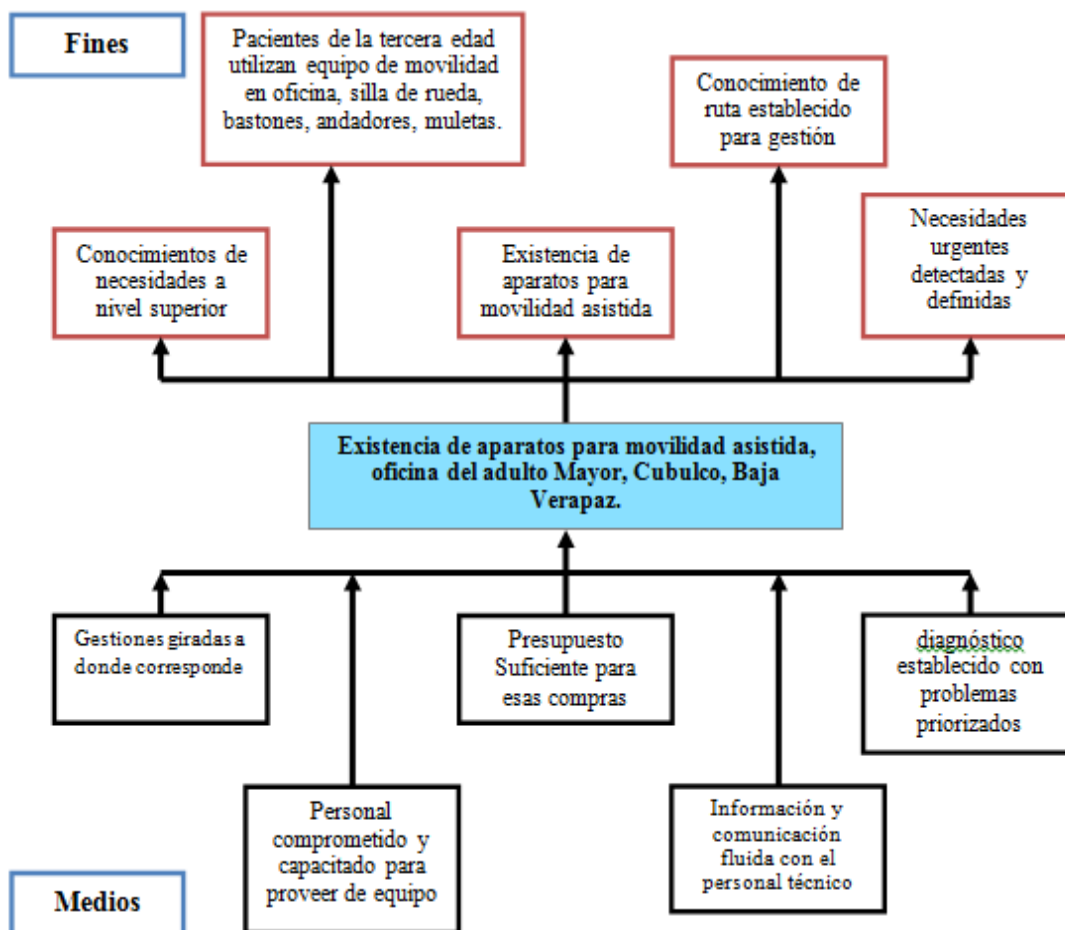 Fines
Pacientes de la tercera edad
utilizan equipo de movilidad
en oficina, silla de rueda,
bastones, andadores, muletas.
Conocimiento de
ruta establecido
para gestión
Conocimientos de
necesidades a
nivel superior
Existencia de
aparatos para
movilidad asistida
Necesidades
urgentes
detectadas y
definidas
Existencia de aparatos para movilidad asistida,
oficina del adulto Mayor, Cubulco, Baja
Verapaz.
Gestiones giradas a
donde corresponde
Presupuesto
Suficiente para
esas compras
diagnóstico
establecido con
problemas
priorizados
Personal
comprometido y
capacitado para
proveer de equipo
Información y
comunicación
fluida con el
personal técnico
Medios